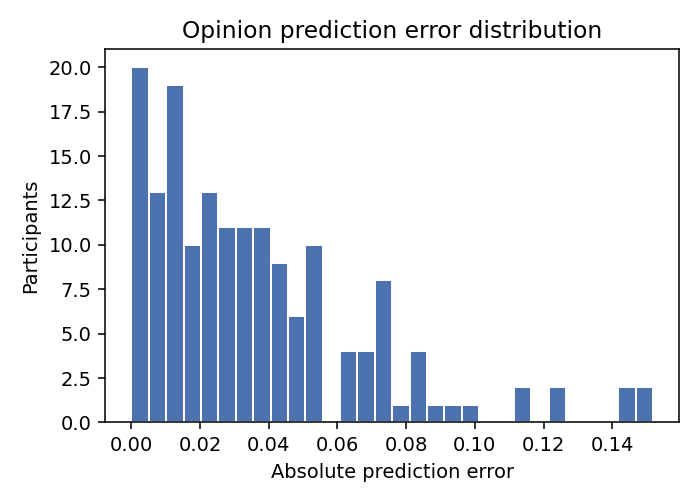 Opinion prediction error distribution
Participants
20.0
17.5
15.0
12.5
10.0
7.5
5.0
2.5
0.0
0.00 0.02 0.04 0.06 0.08 0.10 0.12 0.14
Absolute prediction error